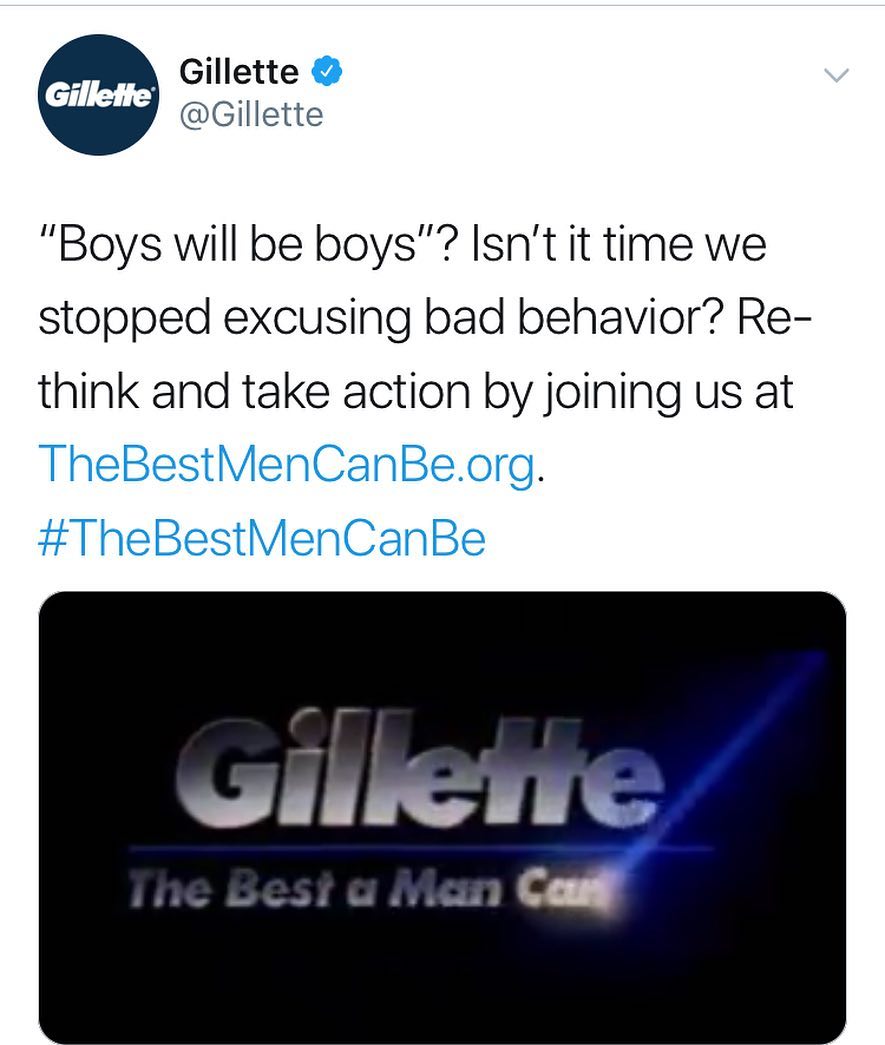 Gillette
Gillette
@Gillette
“Boys will be boys”? Isn’t it time we
stopped excusing bad behavior? Re-
think and take action by joining us at
TheBestMenCanBe.org.
#TheBestMenCanBe
Gillette
The Best a Man Can